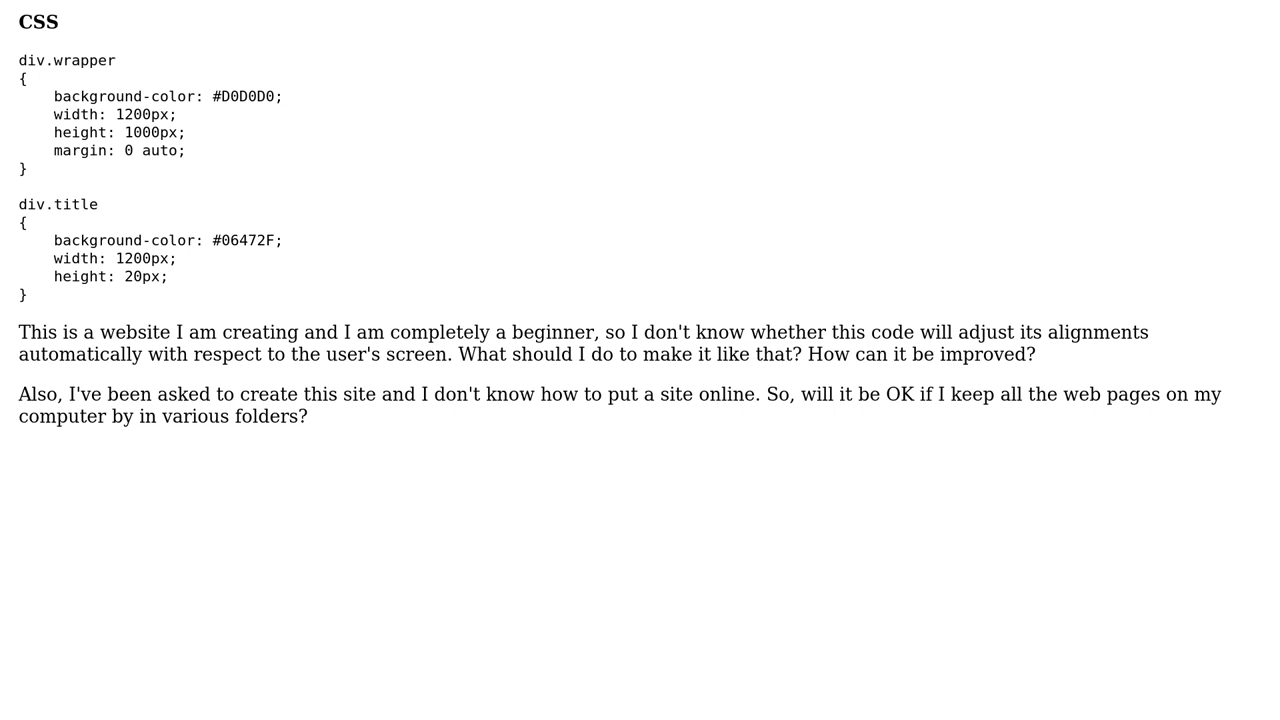 CSS
div.wrapper
{
    background-color: #D0D0D0;
    width: 1200px;
    height: 1000px;
    margin: 0 auto;
}
div.title
{
    background-color: #06472F;
    width: 1200px;
    height: 20px;
}
This is a website I am creating and I am completely a beginner, so I don't know whether this code will adjust its alignments
automatically with respect to the user's screen. What should I do to make it like that? How can it be improved?
Also, I've been asked to create this site and I don't know how to put a site online. So, will it be OK if I keep all the web pages on my
computer by in various folders?